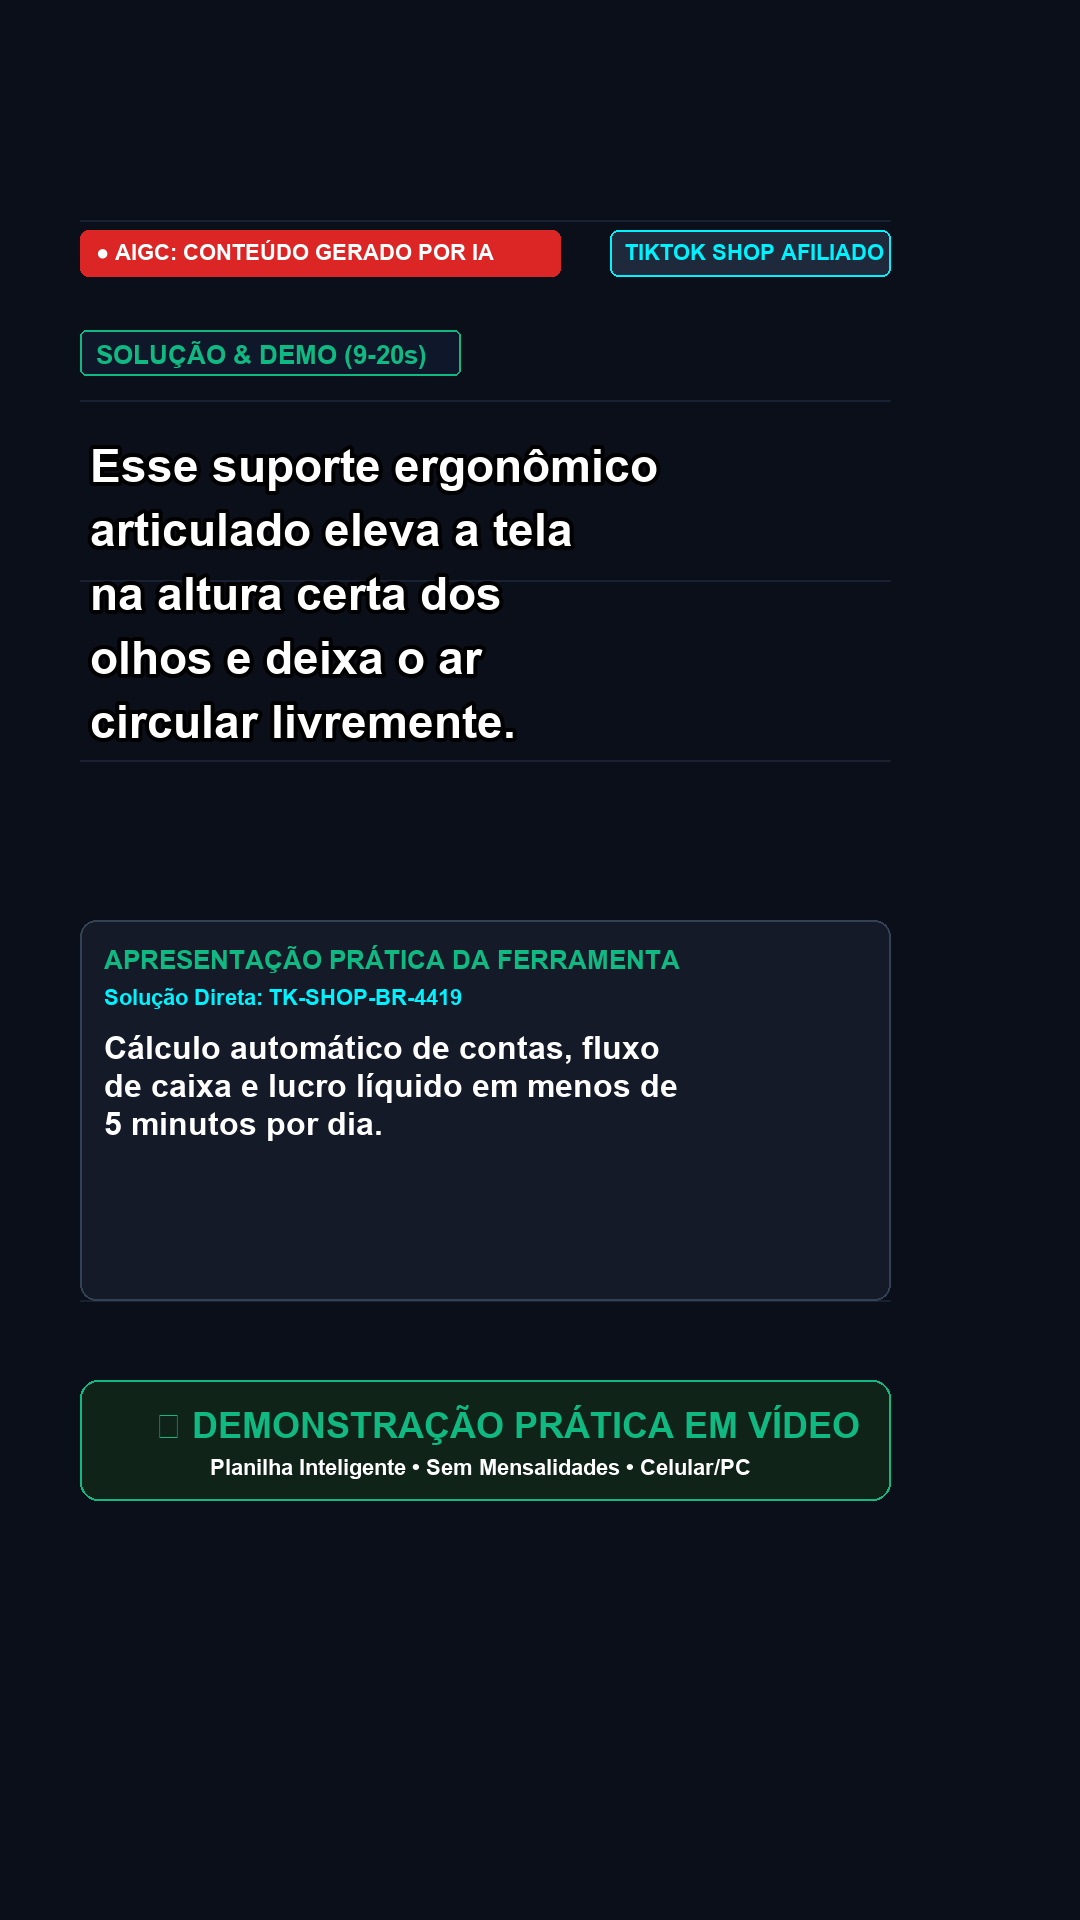 ● AIGC: CONTEÚDO GERADO POR IA
TIKTOK SHOP AFILIADO
SOLUÇÃO & DEMO (9-20s)
Esse suporte ergonômico
articulado eleva a tela
na altura certa dos
olhos e deixa o ar
circular livremente.
APRESENTAÇÃO PRÁTICA DA FERRAMENTA
Solução Direta: TK-SHOP-BR-4419
Cálculo automático de contas, fluxo
de caixa e lucro líquido em menos de
5 minutos por dia.
DEMONSTRAÇÃO PRÁTICA EM VÍDEO
Planilha Inteligente • Sem Mensalidades • Celular/PC